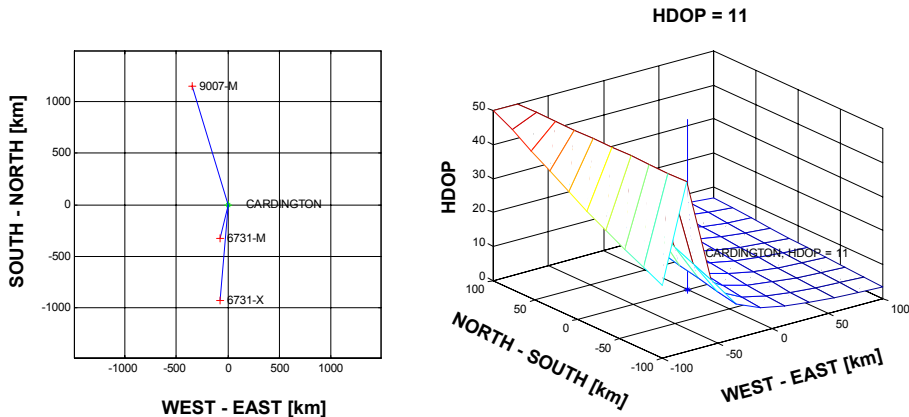 HDOP = 11
SOUTH - NORTH [km]
1000
500
0
-500
-1000
9007-M
CARDINGTON
6731-M
6731-X
-1000
-500
0
500
1000
WEST - EAST [km]
HDOP
50
40
30
20
10
0
CARDINGTON, HDOP = 11
100
50
0
-50
-100
NORTH - SOUTH [km]
-100
-50
0
50
100
WEST - EAST [km]